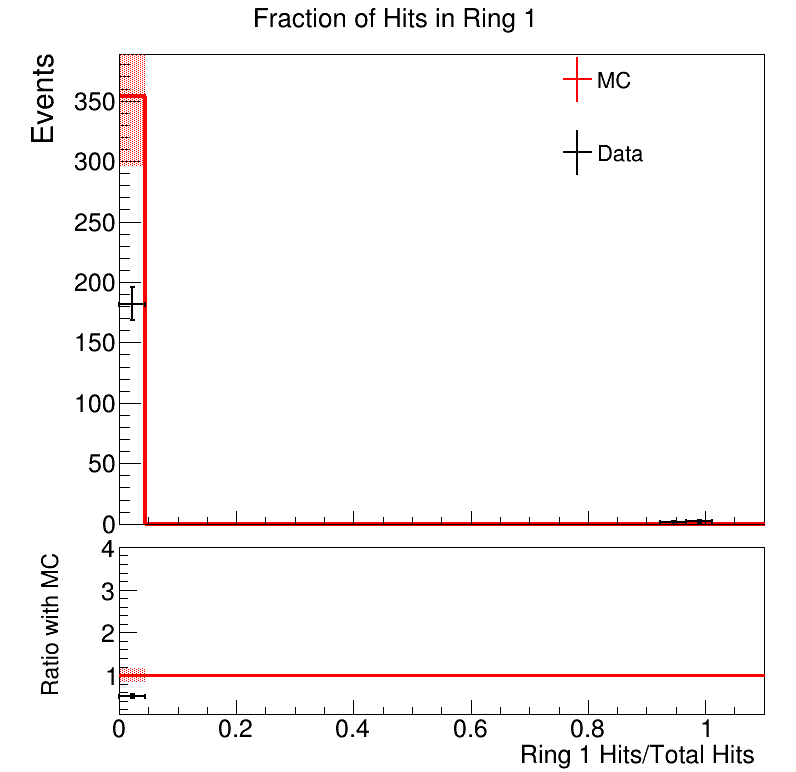 Fraction of Hits in Ring 1
Events
350
300
250
200
150
100
50
0
MC
Data
Ratio with MC
4
3
2
1
0 0.2 0.4 0.6 0.8 1
Ring 1 Hits/Total Hits